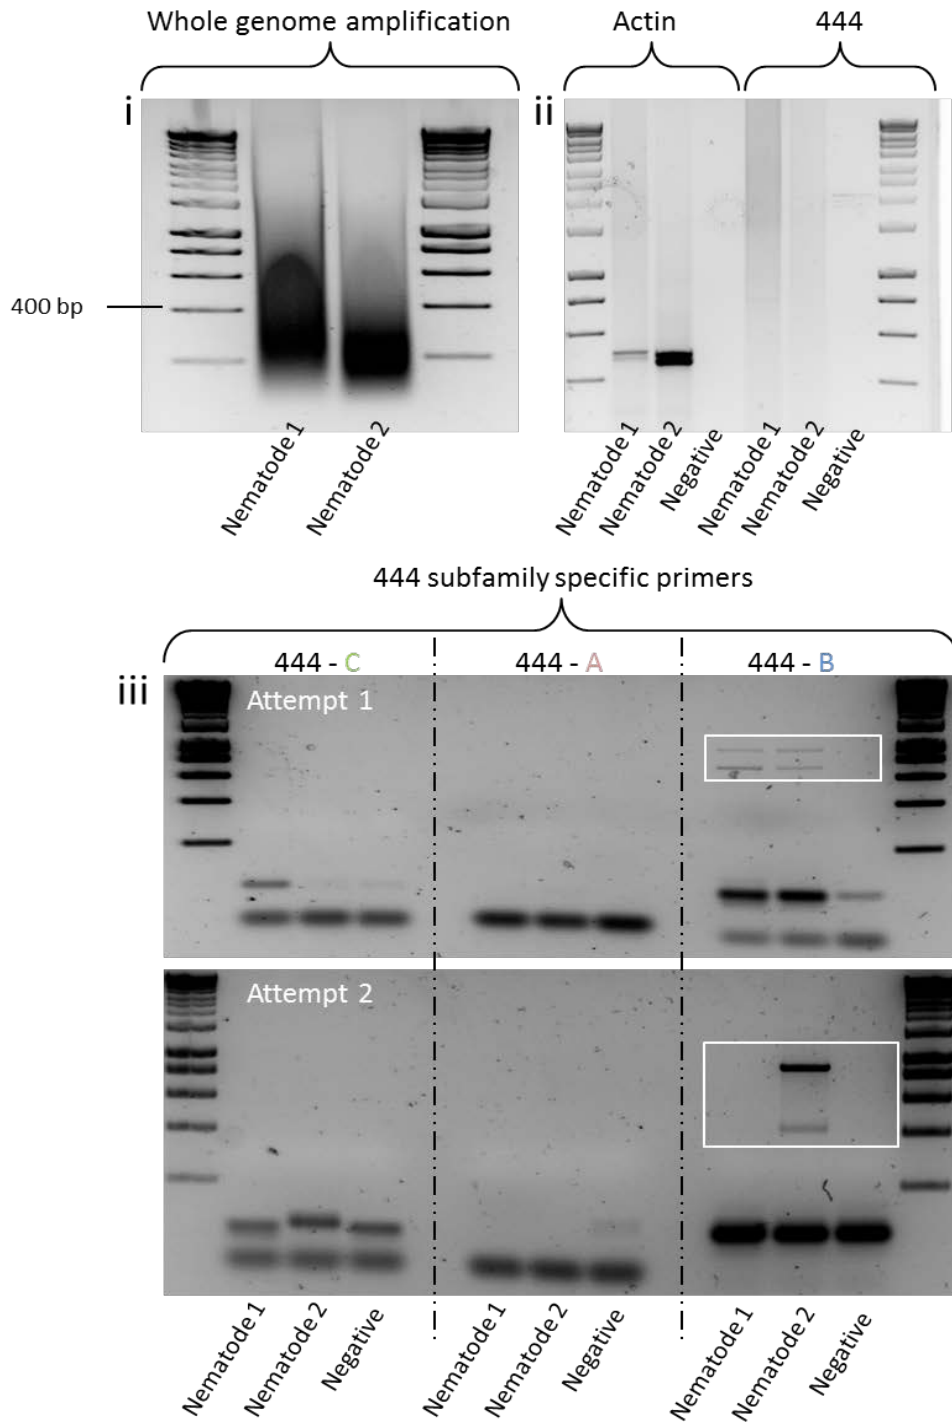 Whole genome amplification
Actin
444
i
ii
400 bp
Nematode 1
Nematode 2
Nematode 1
Nematode 2
Negative
Nematode 1
Nematode 2
Negative
444 subfamily specific primers
444 - C
444 - A
444 - B
iii
Attempt 1
Attempt 2
Nematode 1
Nematode 2
Negative
Nematode 1
Nematode 2
Negative
Nematode 1
Nematode 2
Negative